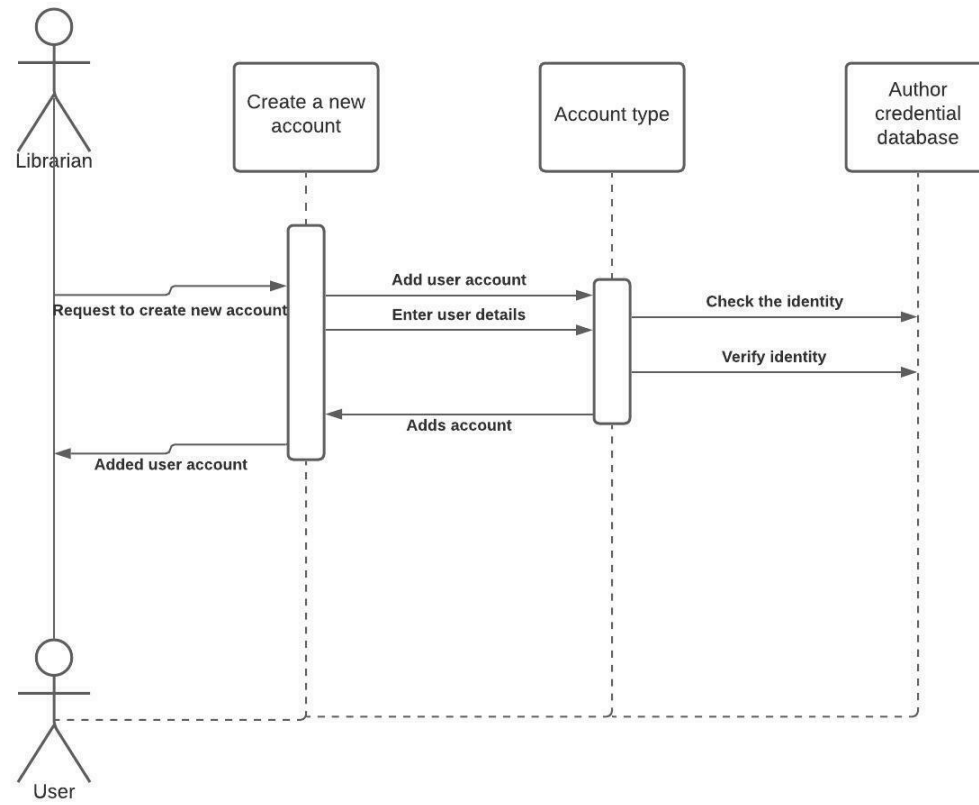 Create a new
account
Account type
Author
credential
database
Librarian
Add user account
Check the identity
Request to create new account
Enter user details
Verify identity
Adds account
Added user account
User